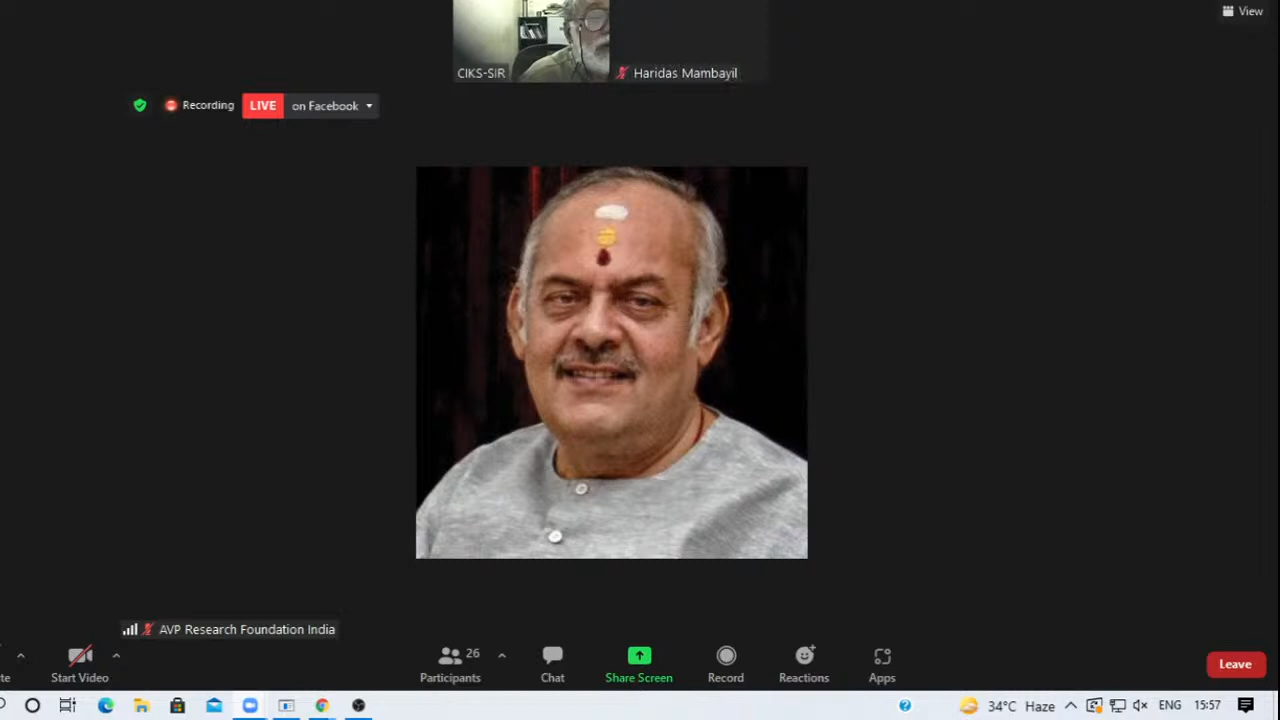 View
CIKS-SIR
Haridas Mambayil
Recording
LIVE on Facebook
AVP Research Foundation India
Start Video
Participants 26
Chat
Share Screen
Record
Reactions
Apps
Leave
34°C Haze
ENG
15:57